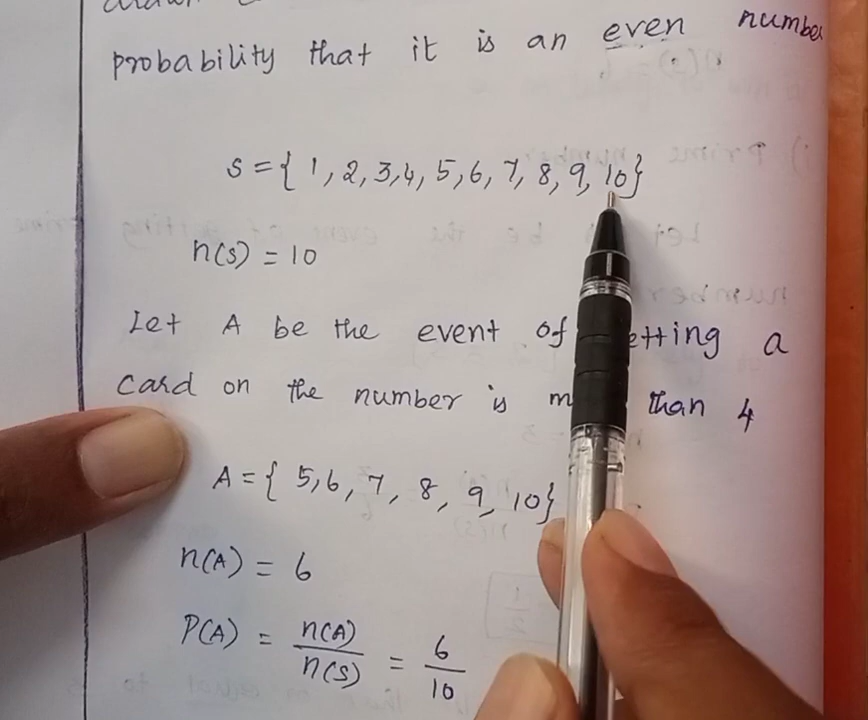 probability that it is an even number
S = { 1, 2, 3, 4, 5, 6, 7, 8, 9, 10}
n(S) = 10
Let A be the event of etting a
Card on the number is m than 4
A = { 5, 6, 7, 8, 9, 10}
n(A) = 6
P(A) = n(A) / n(S) = 6 / 10